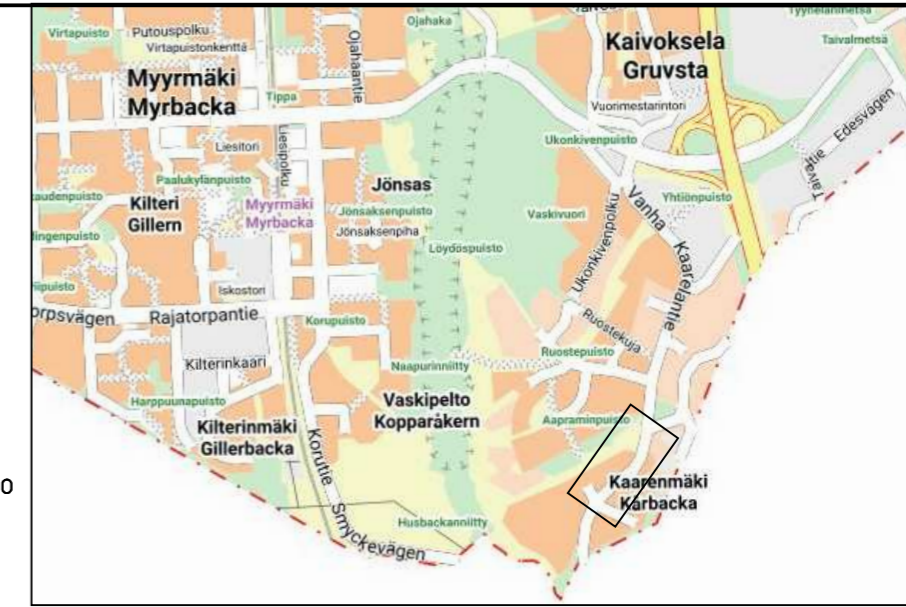 Virtapuisto
Putouspolku
Virtapuistonkenttä
Ojahaka
Ojahaantie
Kaivoksela
Gruvsta
Taivalmetsä
Myyrmäki
Myrbacka
Tippa
Vuorimestarintori
Edesvägen
Liesitori
Liesipolku
Ukonkivenpuisto
Paalukylänpuisto
Jönsas
Yhtiönpuisto
Kilteri
Gillern
Myyrmäki
Myrbacka
Jönsaksenpuisto
Jönsaksenpiha
Vaskivuori
Ukonkivenpolku
Vanha Kaarelantie
Löydöspuisto
Iskostori
Rajatorpantie
Korupuisto
Ruostekuja
Kilterinkaari
Naapurinniitty
Ruostepuisto
Harppuunapuisto
Vaskipelto
Kopparåkern
Aapraminpuisto
Kilterinmäki
Gillerbacka
Korutie
Smyckevägen
Kaarenmäki
Kårbacka
Husbackanniitty